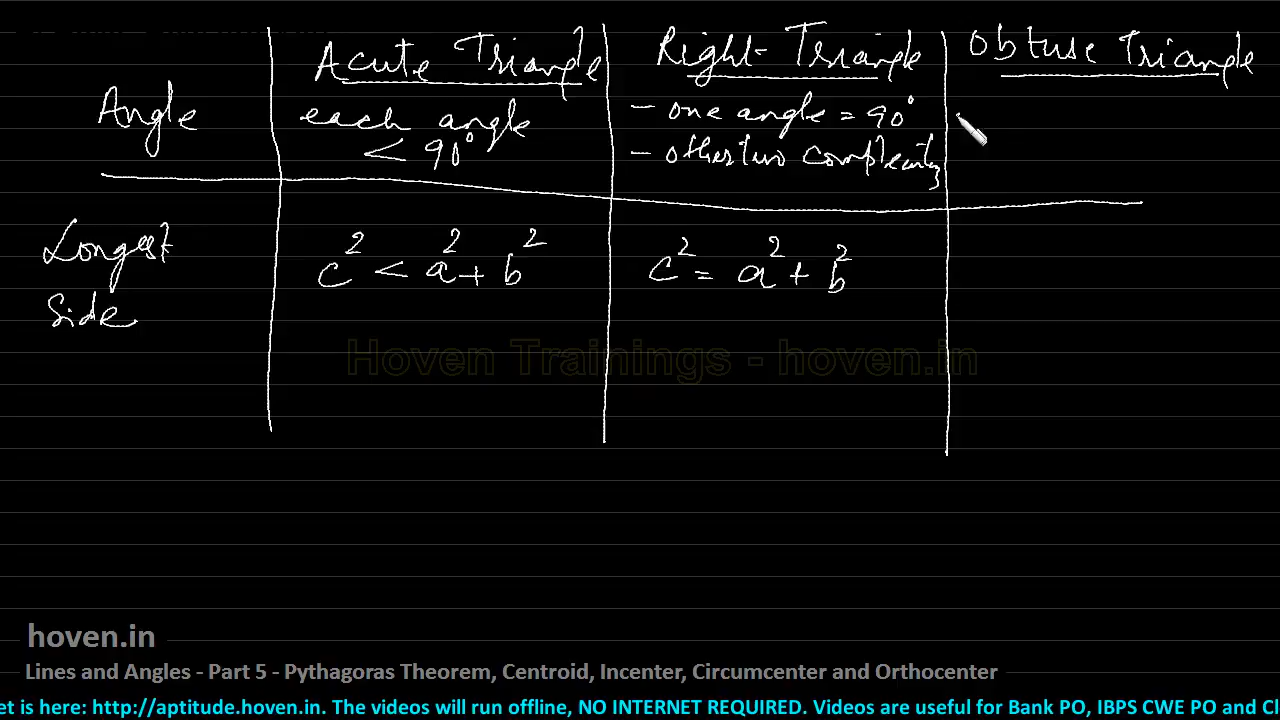 Acute Triangle
Right-Triangle
Obtuse Triangle
Angle
each angle
< 90°
- one angle = 90°
- other two
Longest
Side
c² < a² + b²
c² = a² + b²
Hoven Trainings - hoven.in
hoven.in
Lines and Angles - Part 5 - Pythagoras Theorem, Centroid, Incenter, Circumcenter and Orthocenter
et is here: http://aptitude.hoven.in. The videos will run offline, NO INTERNET REQUIRED. Videos are useful for Bank PO, IBPS CWE PO and Cl